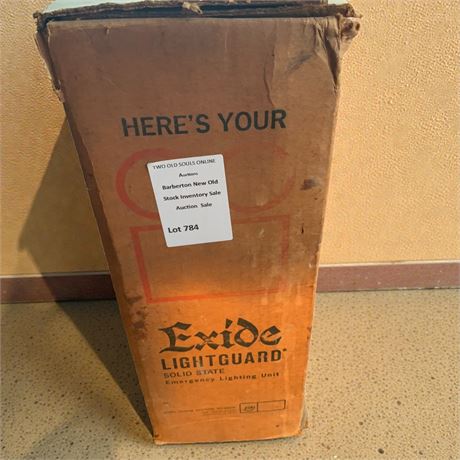 HERE'S YOUR
TWO OLD SOULS ONLINE
Auctions
Barberton New Old
Stock Inventory Sale
Auction Sale
Lot 784
Exide
LIGHTGUARD
SOLID STATE
Emergency Lighting Unit